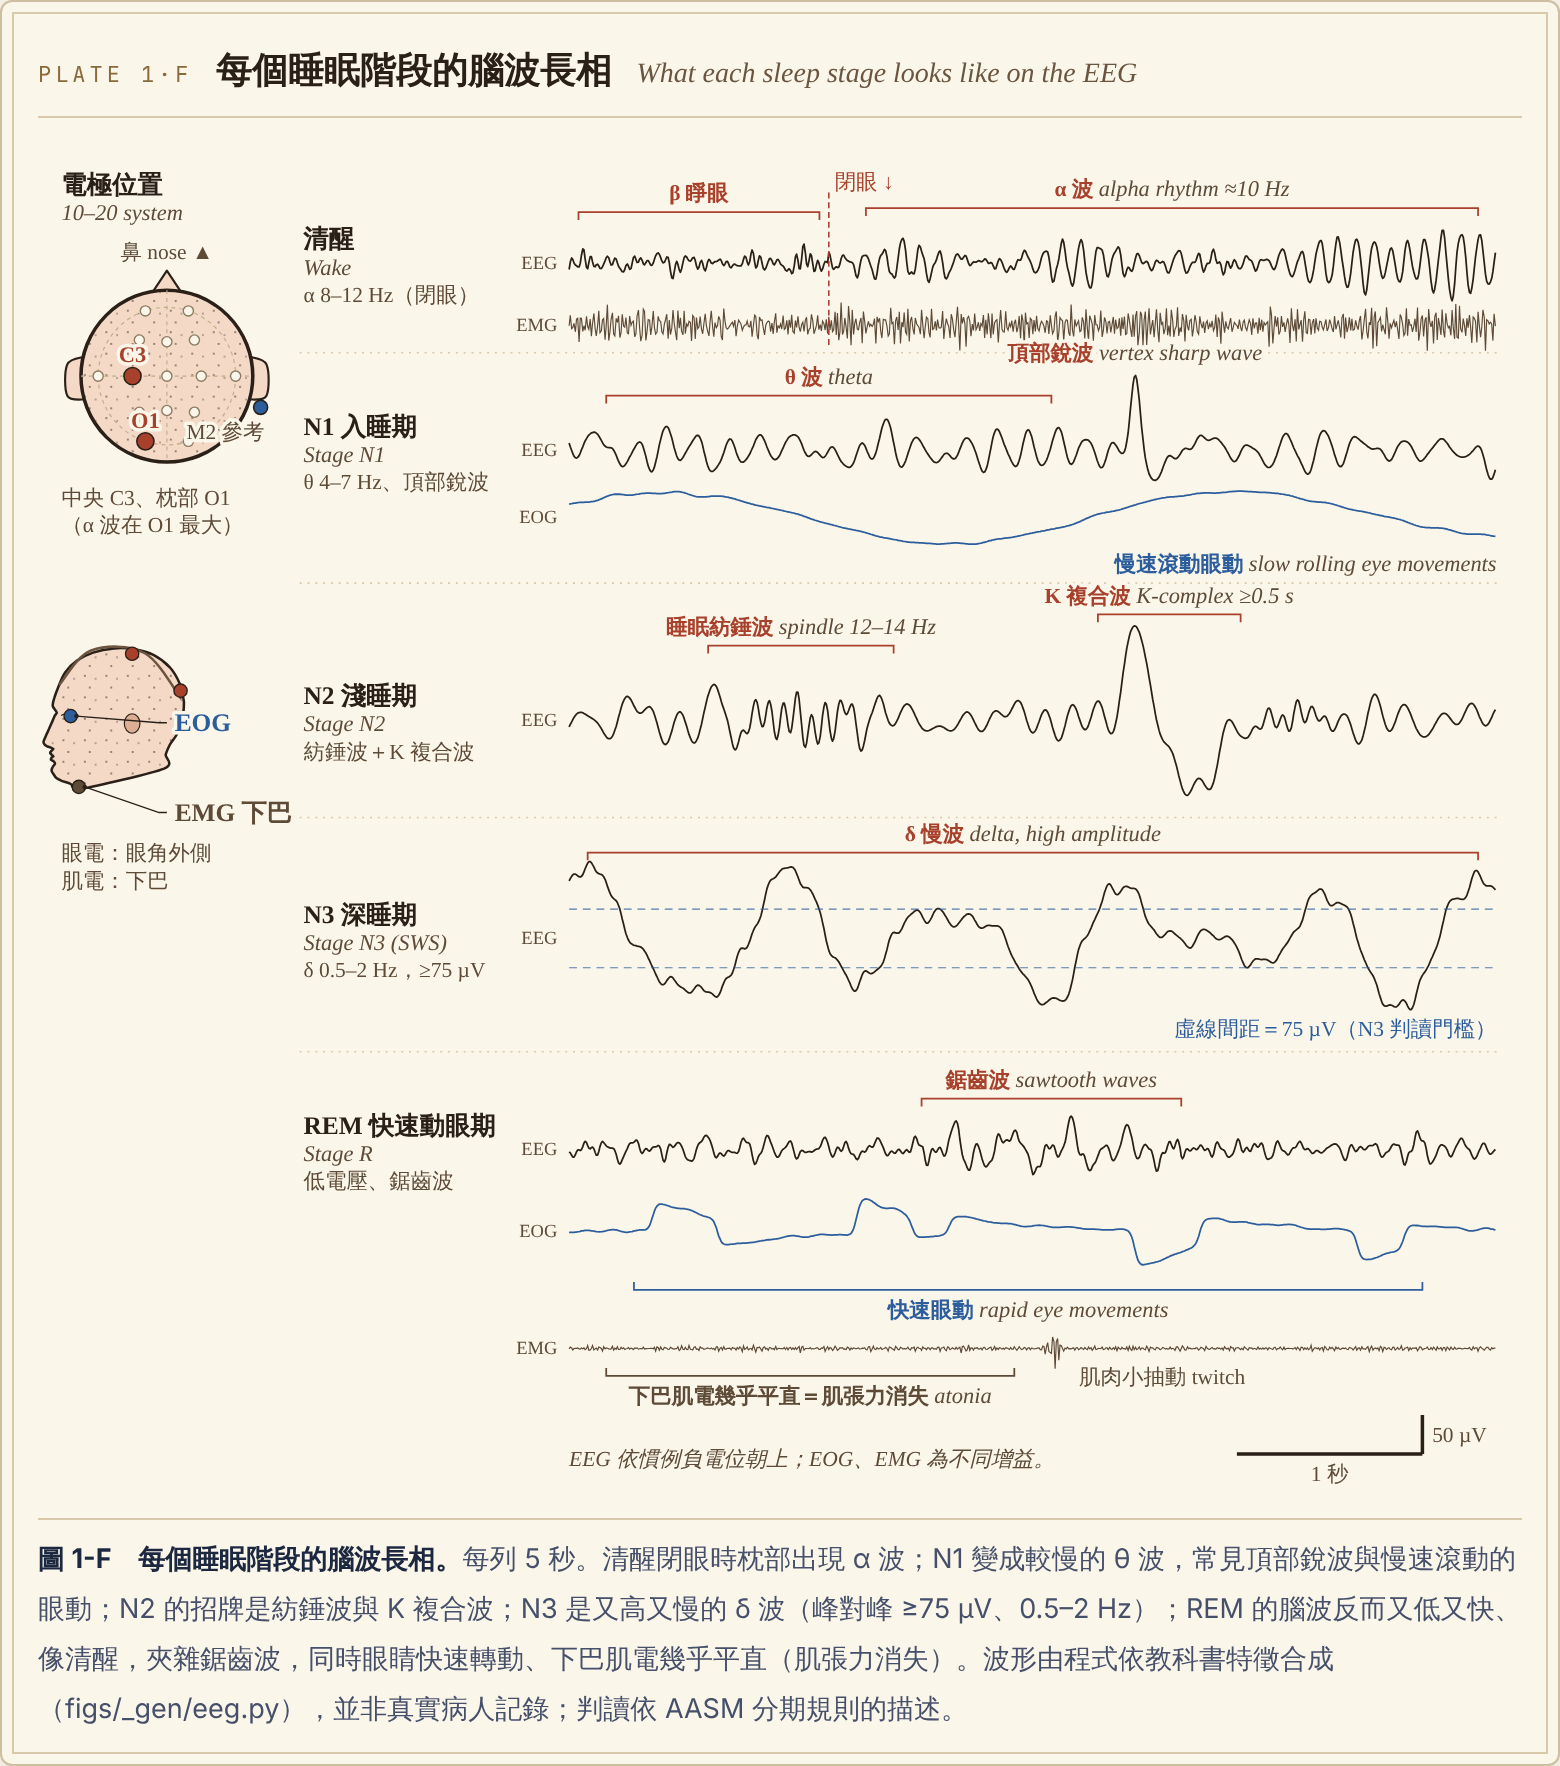 PLATE 1·F 每個睡眠階段的腦波長相 What each sleep stage looks like on the EEG
電極位置
10–20 system
鼻 nose ▲
C3
O1
M2 參考
中央 C3、枕部 O1
（α 波在 O1 最大）
EOG
EMG 下巴
眼電：眼角外側
肌電：下巴
清醒
Wake
α 8–12 Hz（閉眼）
β 睜眼
閉眼 ↓
α 波 alpha rhythm ≈10 Hz
EEG
EMG
N1 入睡期
Stage N1
θ 4–7 Hz、頂部銳波
θ 波 theta
頂部銳波 vertex sharp wave
EEG
EOG
慢速滾動眼動 slow rolling eye movements
N2 淺睡期
Stage N2
紡錘波＋K 複合波
睡眠紡錘波 spindle 12–14 Hz
K 複合波 K-complex ≥0.5 s
EEG
N3 深睡期
Stage N3 (SWS)
δ 0.5–2 Hz，≥75 µV
δ 慢波 delta, high amplitude
EEG
虛線間距＝75 µV（N3 判讀門檻）
REM 快速動眼期
Stage R
低電壓、鋸齒波
鋸齒波 sawtooth waves
EEG
EOG
快速眼動 rapid eye movements
EMG
下巴肌電幾乎平直＝肌張力消失 atonia
肌肉小抽動 twitch
EEG 依慣例負電位朝上；EOG、EMG 為不同增益。
50 µV
1 秒
圖 1-F　每個睡眠階段的腦波長相。每列 5 秒。清醒閉眼時枕部出現 α 波；N1 變成較慢的 θ 波，常見頂部銳波與慢速滾動的
眼動；N2 的招牌是紡錘波與 K 複合波；N3 是又高又慢的 δ 波（峰對峰 ≥75 µV、0.5–2 Hz）；REM 的腦波反而又低又快、
像清醒，夾雜鋸齒波，同時眼睛快速轉動、下巴肌電幾乎平直（肌張力消失）。波形由程式依教科書特徵合成
（figs/_gen/eeg.py），並非真實病人記錄；判讀依 AASM 分期規則的描述。